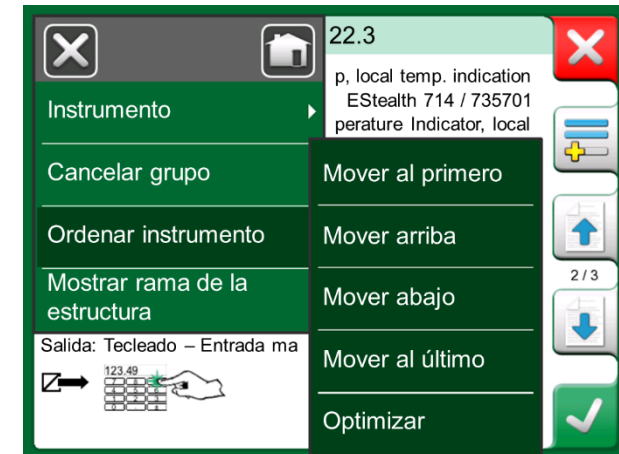 22.3
p, local temp. indication
EStealth 714 / 735701
perature Indicator, local
Instrumento
Cancelar grupo
Ordenar instrumento
Mostrar rama de la
estructura
Mover al primero
Mover arriba
Mover abajo
Mover al último
Optimizar
2 / 3
Salida: Tecleado – Entrada ma
123.49